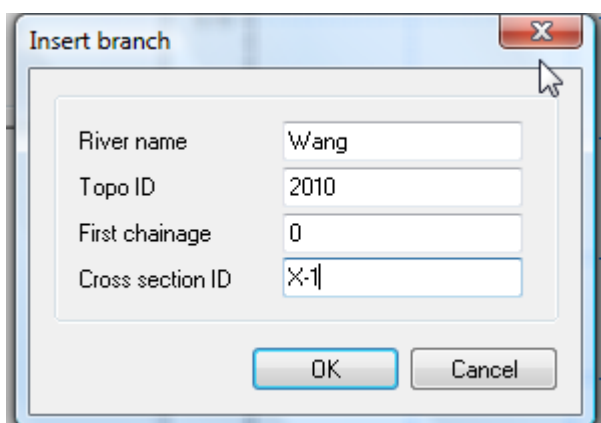 Insert branch
River name Wang
Topo ID 2010
First chainage 0
Cross section ID X-1
OK Cancel